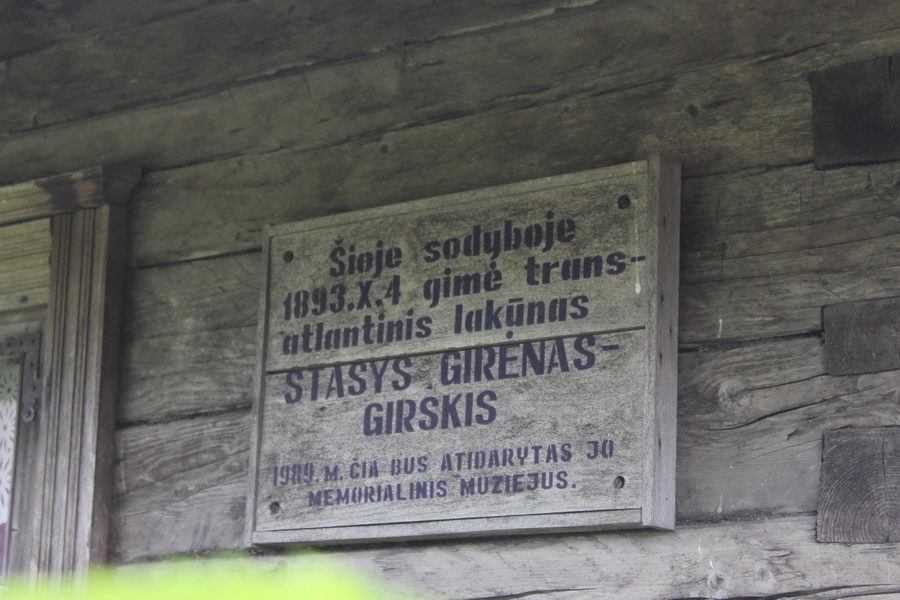 Šioje sodyboje
1893.X.4 gimė trans-
atlantinis lakūnas
STASYS GIRĖNAS-
GIRSKIS
1989. M. ČIA BUS ATIDARYTAS JO
MEMORIALINIS MUZIEJUS.